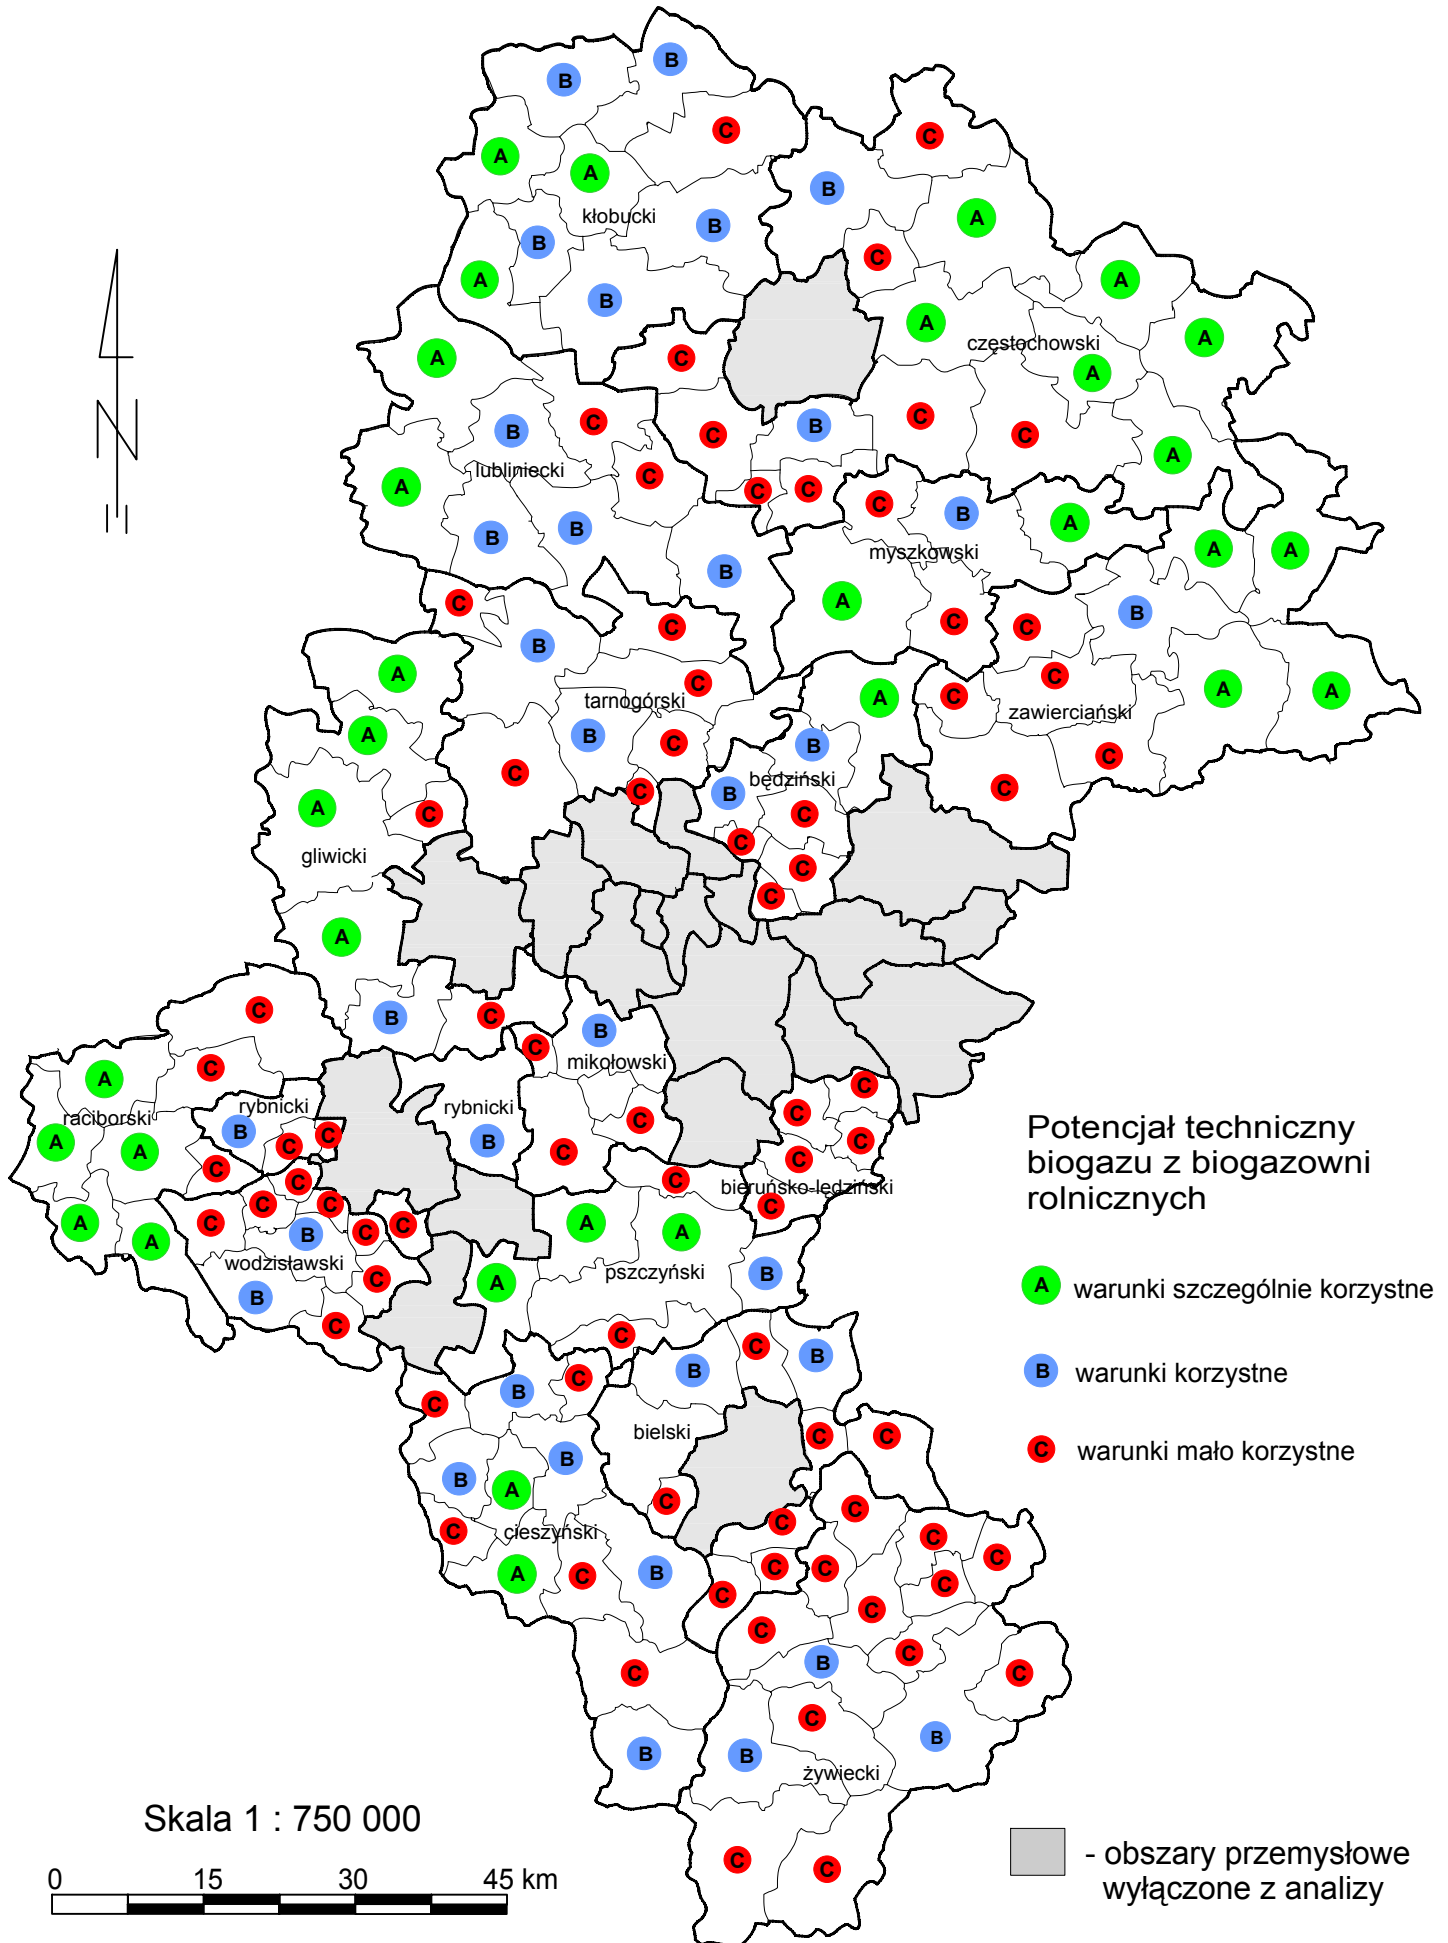 B
B
C
C
A
A
B
kłobucki
B
A
B
C
A
A
B
A
częstochowski
A
A
A
C
A
B
C
B
C
C
C
A
lubliniecki
A
C
C
C
C
B
A
B
B
myszkowski
A
A
B
A
C
B
C
C
C
B
A
C
C
tarnogórski
A
C
zawierciański
A
A
A
B
C
B
C
będziński
B
C
C
C
A
C
C
C
gliwicki
C
C
A
C
B
C
B
C
mikołowski
C
A
raciborski
rybnicki
rybnicki
C
C
C
C
B
C
B
A
A
C
C
C
C
C
C
bieruńsko-lędziński
C
C
C
C
C
C
A
A
A
A
B
wodzisławski
pszczyński
B
C
A
B
C
C
C
B
B
B
C
C
bielski
C
C
B
B
A
C
C
C
cieszyński
C
C
C
C
C
C
B
A
C
C
C
C
C
B
C
C
C
B
B
B
żywiecki
C
C
N
Potencjał techniczny
biogazu z biogazowni
rolnicznych
A warunki szczególnie korzystne
B warunki korzystne
C warunki mało korzystne
Skala 1 : 750 000
0 15 30 45 km
- obszary przemysłowe
wyłączone z analizy